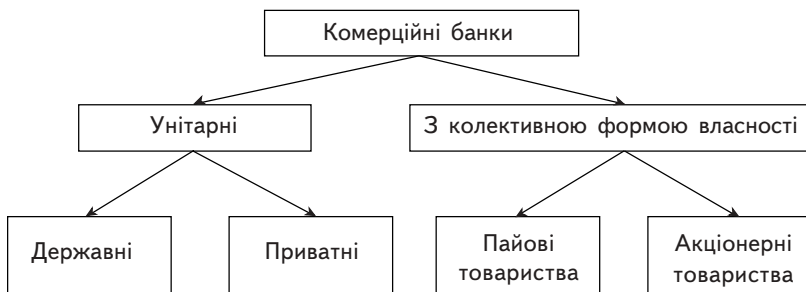 Комерційні банки
Унітарні
З колективною формою власності
Державні
Приватні
Пайові
товариства
Акціонерні
товариства